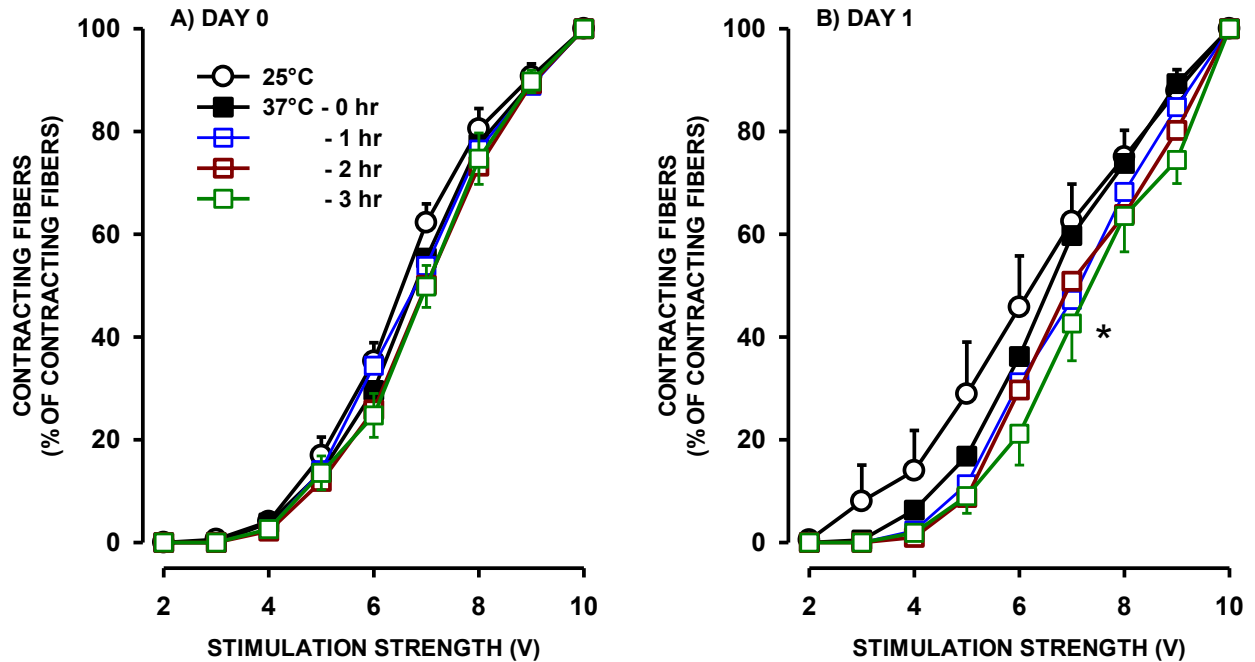 A) DAY 0
25°C
37°C - 0 hr
- 1 hr
- 2 hr
- 3 hr
CONTRACTING FIBERS
(% OF CONTRACTING FIBERS)
100
80
60
40
20
0
2 4 6 8 10
STIMULATION STRENGTH (V)
B) DAY 1
CONTRACTING FIBERS
(% OF CONTRACTING FIBERS)
100
80
60
40
20
0
*
2 4 6 8 10
STIMULATION STRENGTH (V)